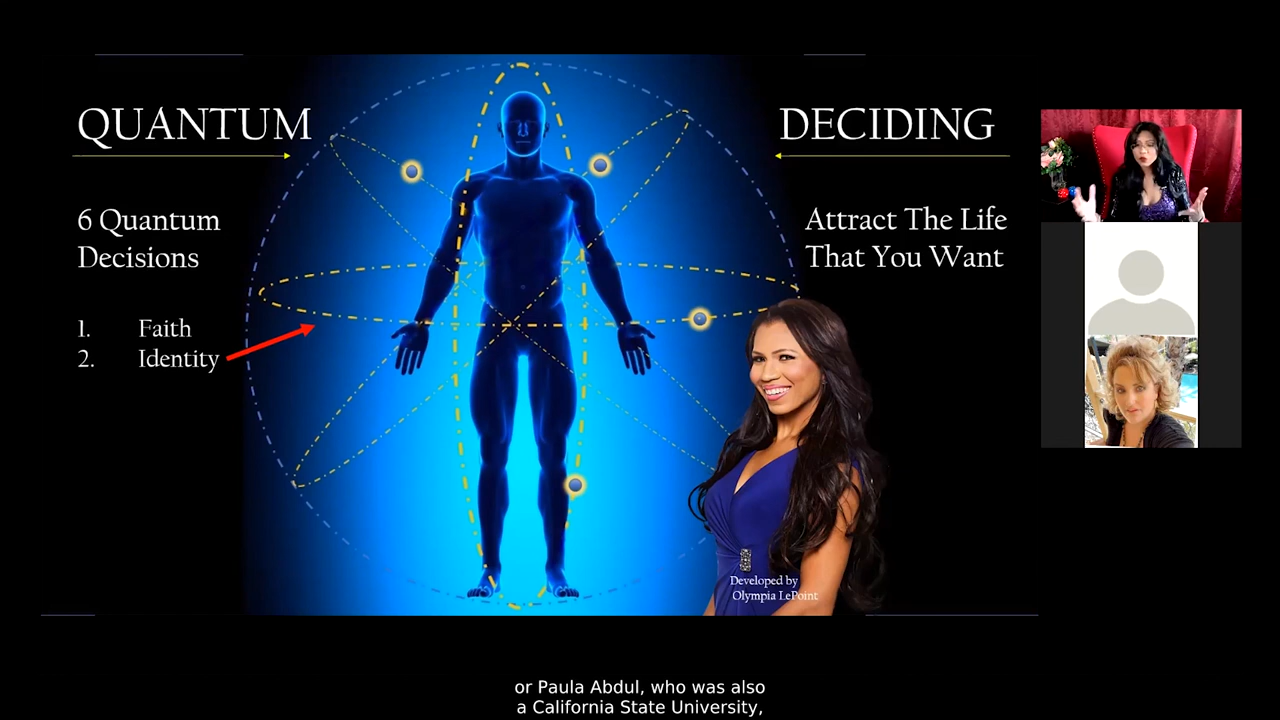 QUANTUM
DECIDING
6 Quantum
Decisions
Attract The Life
That You Want
1. Faith
2. Identity
Developed by
Olympia LePoint
or Paula Abdul, who was also
a California State University,